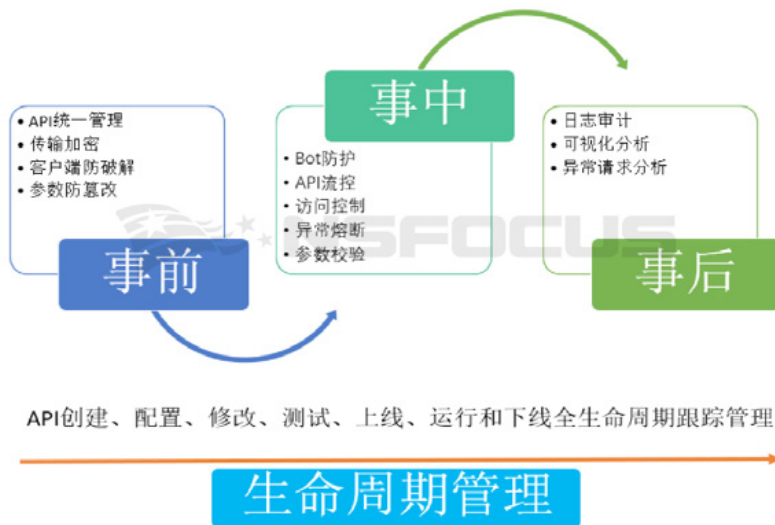 事中
• API统一管理
• 传输加密
• 客户端防破解
• 参数防篡改
事前
• Bot防护
• API流控
• 访问控制
• 异常熔断
• 参数校验
• 日志审计
• 可视化分析
• 异常请求分析
事后
NSFOCUS
API创建、配置、修改、测试、上线、运行和下线全生命周期跟踪管理
生命周期管理